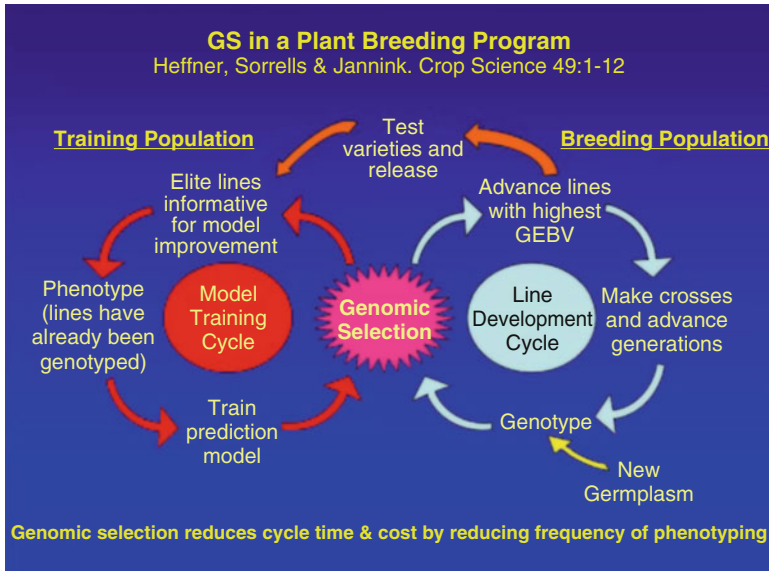 GS in a Plant Breeding Program
Heffner, Sorrells & Jannink. Crop Science 49:1-12
Training Population
Test
varieties and
release
Breeding Population
Elite lines
informative
for model
improvement
Advance lines
with highest
GEBV
Phenotype
(lines have
already been
genotyped)
Model
Training
Cycle
Genomic
Selection
Line
Development
Cycle
Make crosses
and advance
generations
Train
prediction
model
Genotype
New
Germplasm
Genomic selection reduces cycle time & cost by reducing frequency of phenotyping